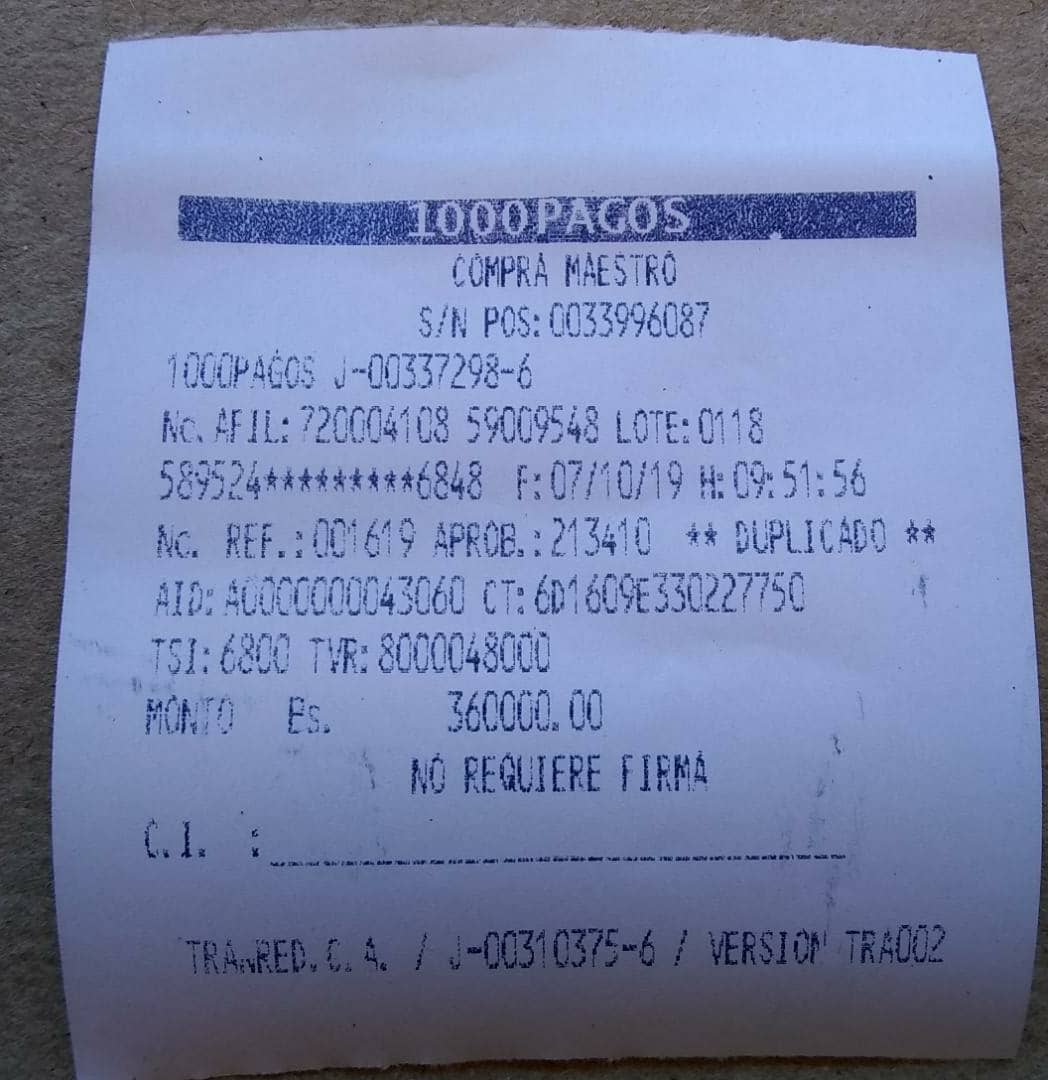 1000PAGOS
COMPRA MAESTRO
S/N POS:0033996087
1000PAGOS J-00337298-6
No. AFIL:720004108 59009548 LOTE:0118
589524*********6848 F:07/10/19 H:09:51:56
No. REF.:001619 APROB.:213410 ** DUPLICADO **
AID:A0000000043060 CT:6D1609E330227750
TSI:6800 TVR:8000048000
MONTO Bs. 360000.00
NO REQUIERE FIRMA
C.I. :
TRANRED.C.A. / J-00310375-6 / VERSION TRA002